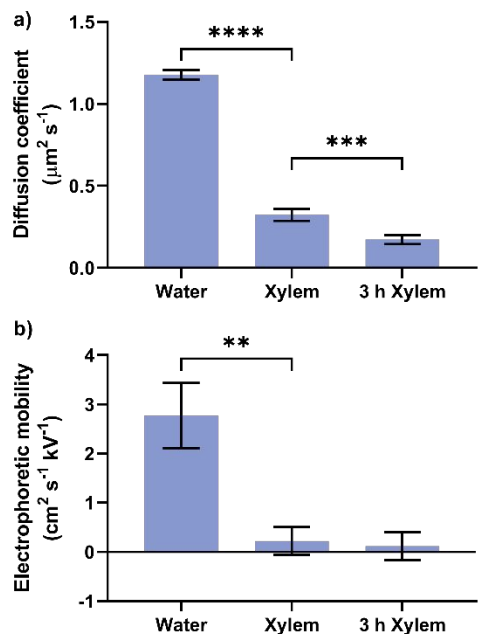 a)
Diffusion coefficient
(μm² s⁻¹)
1.5
1.0
0.5
0.0
****
***
Water Xylem 3 h Xylem
b)
Electrophoretic mobility
(cm² s⁻¹ kV⁻¹)
4
3
2
1
0
-1
**
Water Xylem 3 h Xylem